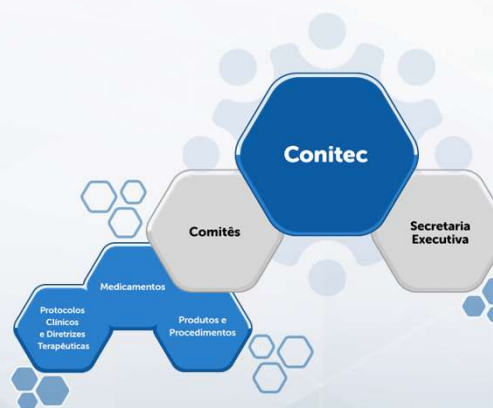 Conitec
Comitês
Secretaria
Executiva
Medicamentos
Protocolos
Clínicos
e Diretrizes
Terapêuticas
Produtos e
Procedimentos